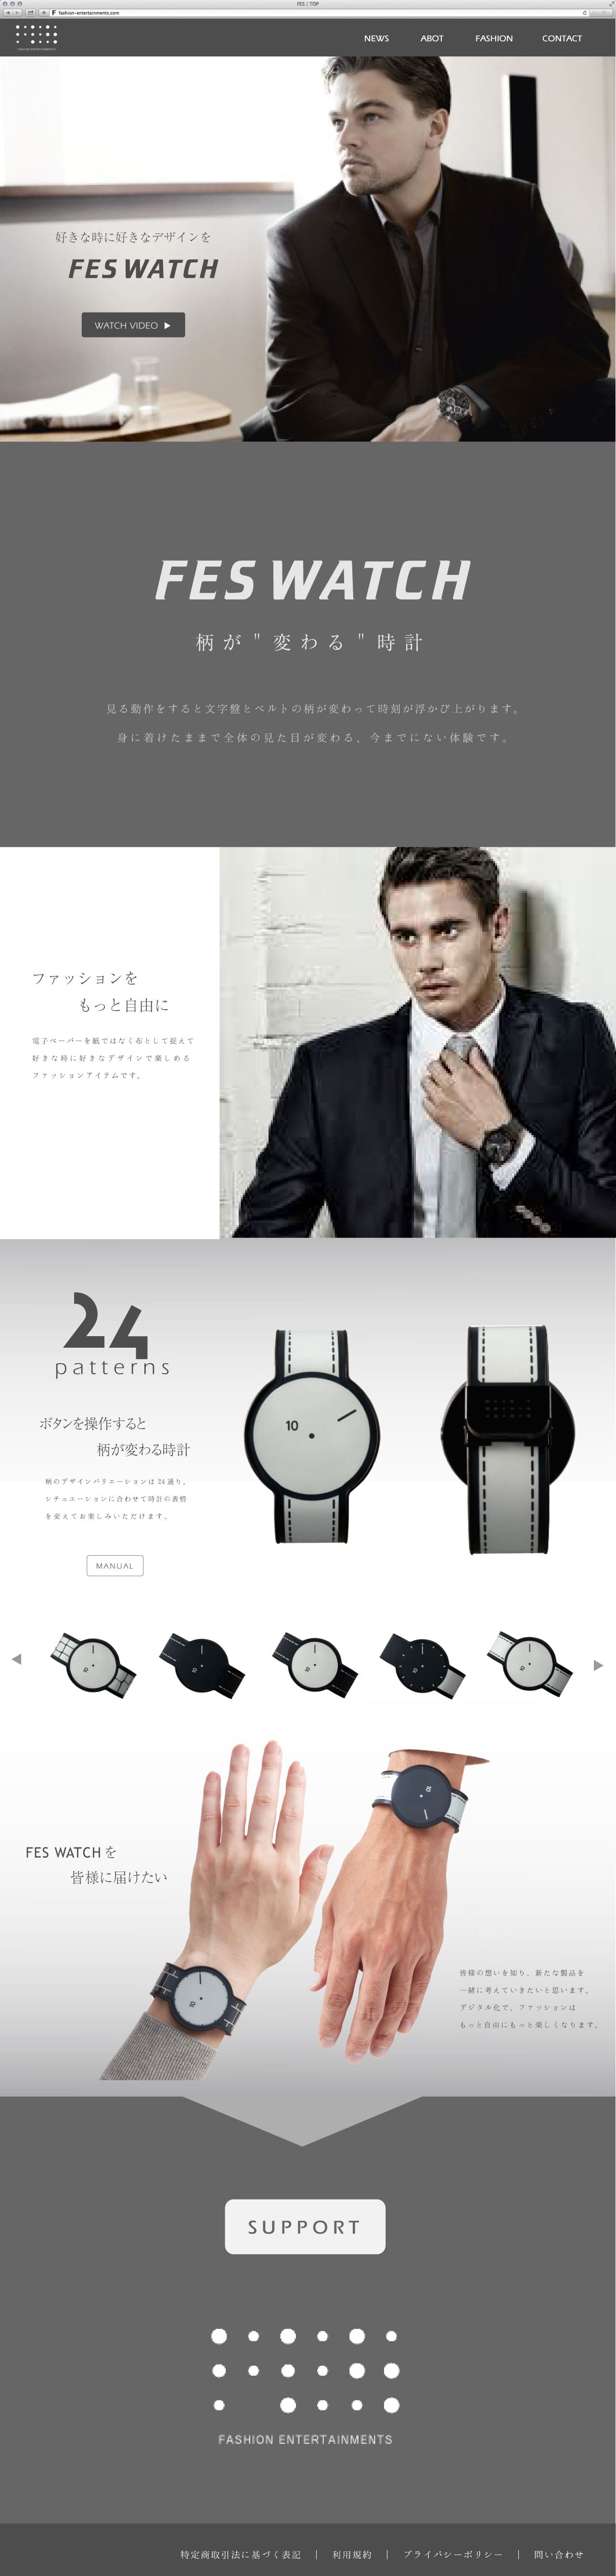 FES | TOP
F fashion-entertainments.com
FASHION ENTERTAINMENTS
NEWS ABOT FASHION CONTACT
好きな時に好きなデザインを
FES WATCH
WATCH VIDEO ▶
FES WATCH
柄が"変わる"時計
見る動作をすると文字盤とベルトの柄が変わって時刻が浮かび上がります。
身に着けたままで全体の見た目が変わる、今までにない体験です。
ファッションを
もっと自由に
電子ペーパーを紙ではなく布として捉えて
好きな時に好きなデザインで楽しめる
ファッションアイテムです。
24
patterns
ボタンを操作すると
柄が変わる時計
柄のデザインバリエーションは24通り。
シチュエーションに合わせて時計の表情
を変えてお楽しみいただけます。
MANUAL
10
10
10
10
10
10
FES WATCHを
皆様に届けたい
10
10
皆様の想いを知り、新たな製品を
一緒に考えていきたいと思います。
デジタル化で、ファッションは
もっと自由にもっと楽しくなります。
SUPPORT
FASHION ENTERTAINMENTS
特定商取引法に基づく表記 | 利用規約 | プライバシーポリシー | 問い合わせ